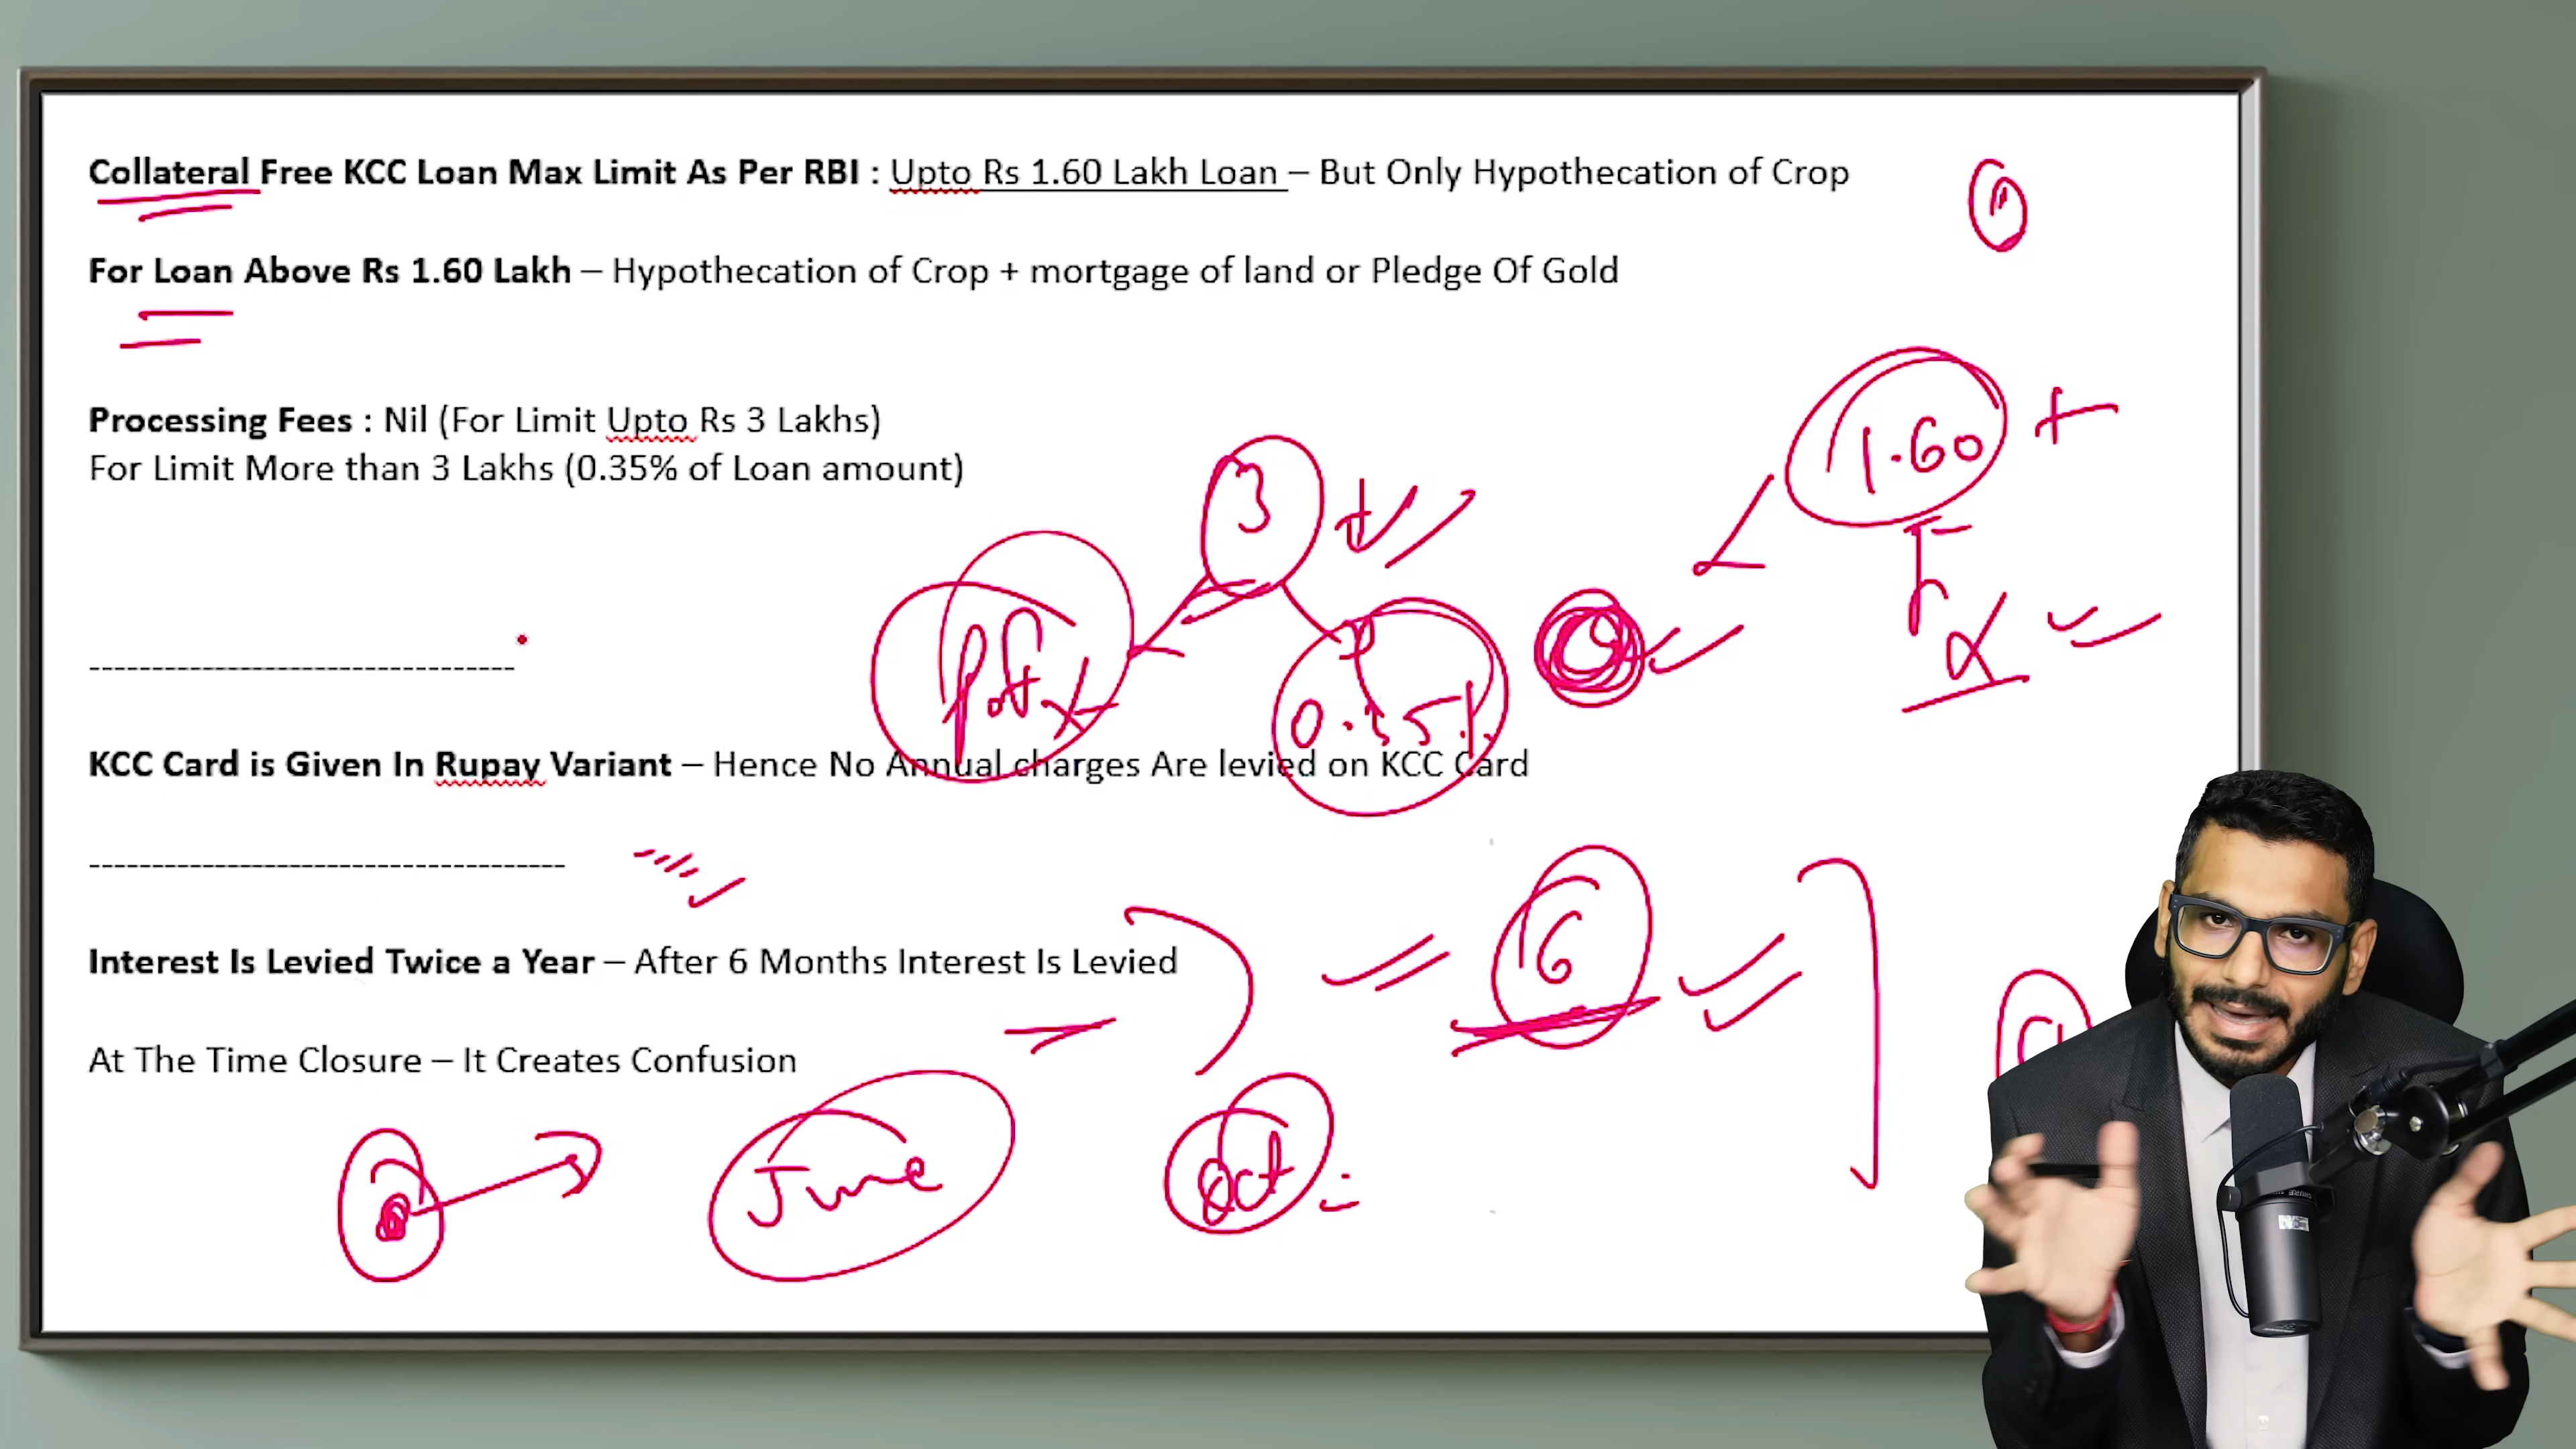 Collateral Free KCC Loan Max Limit As Per RBI : Upto Rs 1.60 Lakh Loan – But Only Hypothecation of Crop
For Loan Above Rs 1.60 Lakh – Hypothecation of Crop + mortgage of land or Pledge Of Gold
1.60 +
Processing Fees : Nil (For Limit Upto Rs 3 Lakhs)
For Limit More than 3 Lakhs (0.35% of Loan amount)
3 +
0.35%
--------------------------------
KCC Card is Given In Rupay Variant – Hence No Annual charges Are levied on KCC Card
------------------------------------
Interest Is Levied Twice a Year – After 6 Months Interest Is Levied
6
At The Time Closure – It Creates Confusion
June
Oct